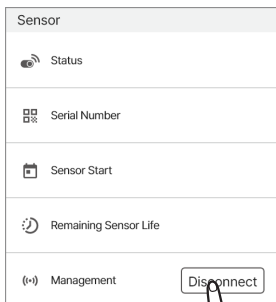 Sensor
Status
Serial Number
Sensor Start
Remaining Sensor Life
Management Disconnect